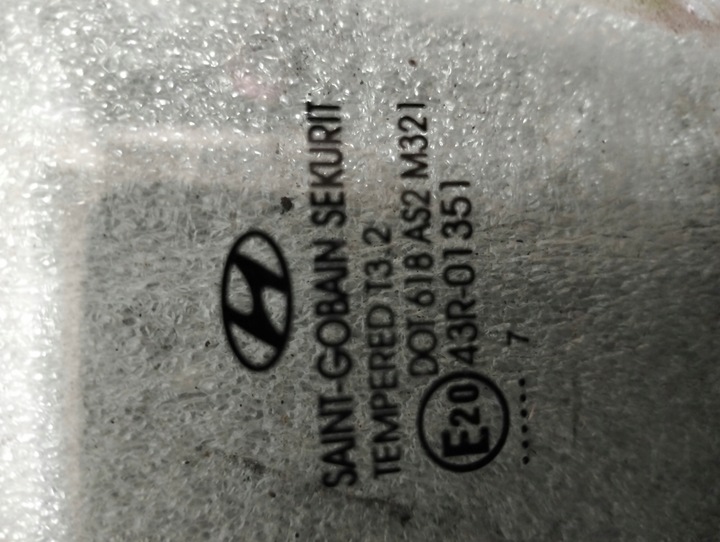 SAINT-GOBAIN SEKURIT
TEMPERED T3.2
DOT 618 AS2 M321
E20 43R-01351
...... 7